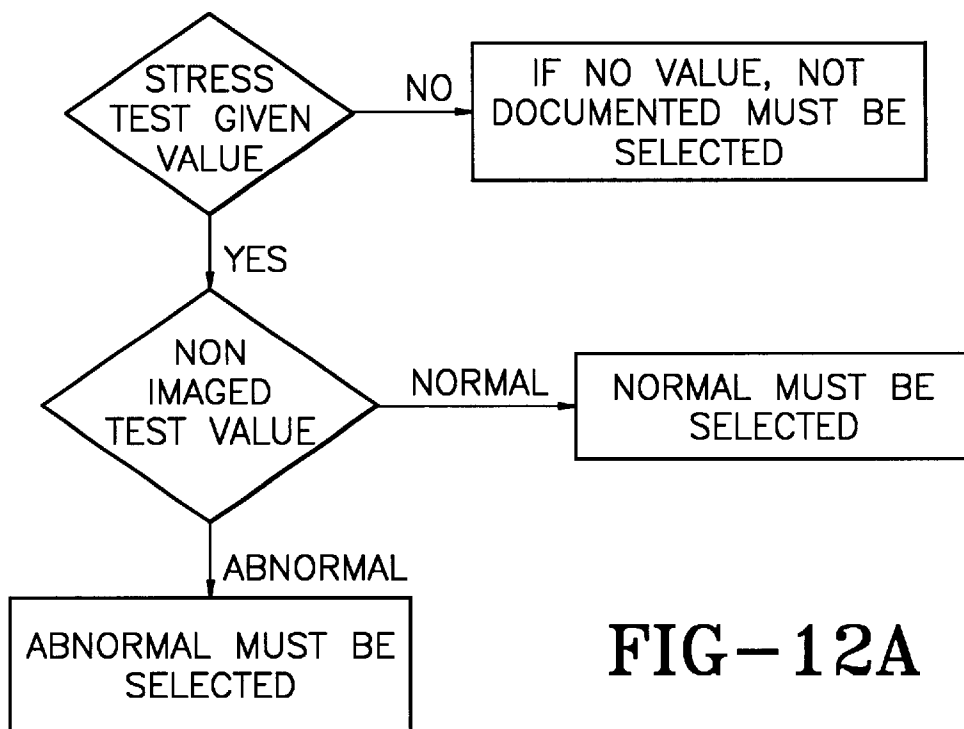 STRESS
TEST GIVEN
VALUE
NO
IF NO VALUE, NOT
DOCUMENTED MUST BE
SELECTED
YES
NON
IMAGED
TEST VALUE
NORMAL
NORMAL MUST BE
SELECTED
ABNORMAL
ABNORMAL MUST BE
SELECTED
FIG-12A